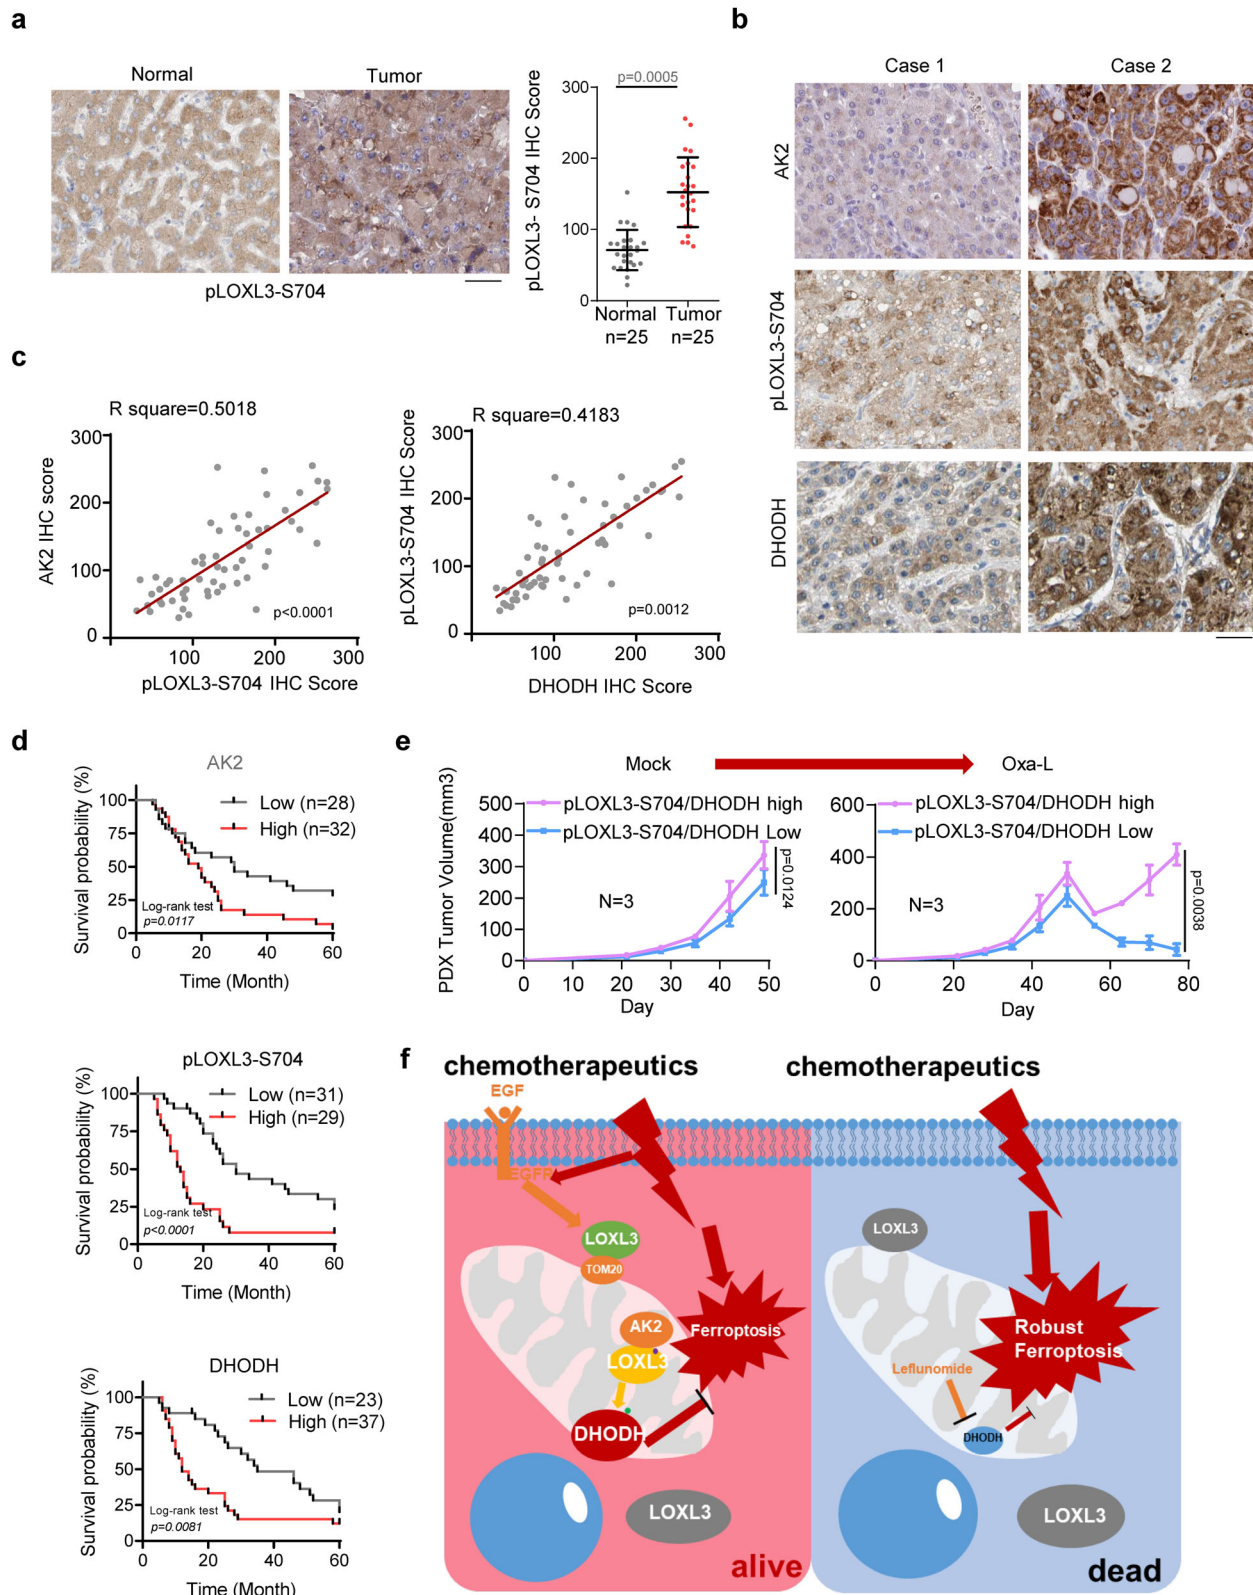 a
Normal
Tumor
pLOXL3-S704
pLOXL3- S704 IHC Score
p=0.0005
300
200
100
0
Normal
n=25
Tumor
n=25
b
Case 1
Case 2
AK2
pLOXL3-S704
DHODH
c
R square=0.5018
AK2 IHC score
300
200
100
0
p<0.0001
100
200
300
pLOXL3-S704 IHC Score
R square=0.4183
pLOXL3-S704 IHC Score
300
200
100
0
p=0.0012
100
200
300
DHODH IHC Score
d
AK2
Survival probability (%)
100
75
50
25
0
Low (n=28)
High (n=32)
Log-rank test
p=0.0117
0
20
40
60
Time (Month)
pLOXL3-S704
Survival probability (%)
100
75
50
25
0
Low (n=31)
High (n=29)
Log-rank test
p<0.0001
0
20
40
60
Time (Month)
DHODH
Survival probability (%)
100
75
50
25
0
Low (n=23)
High (n=37)
Log-rank test
p=0.0081
0
20
40
60
Time (Month)
e
Mock
Oxa-L
PDX Tumor Volume(mm3)
500
400
300
200
100
0
pLOXL3-S704/DHODH high
pLOXL3-S704/DHODH Low
N=3
p=0.0124
0
10
20
30
40
50
Day
600
400
200
0
pLOXL3-S704/DHODH high
pLOXL3-S704/DHODH Low
N=3
p=0.0038
0
20
40
60
80
Day
f
chemotherapeutics
EGF
EGFR
LOXL3
TOM20
AK2
LOXL3
DHODH
Ferroptosis
LOXL3
alive
chemotherapeutics
LOXL3
Robust
Ferroptosis
Leflunomide
DHODH
LOXL3
dead